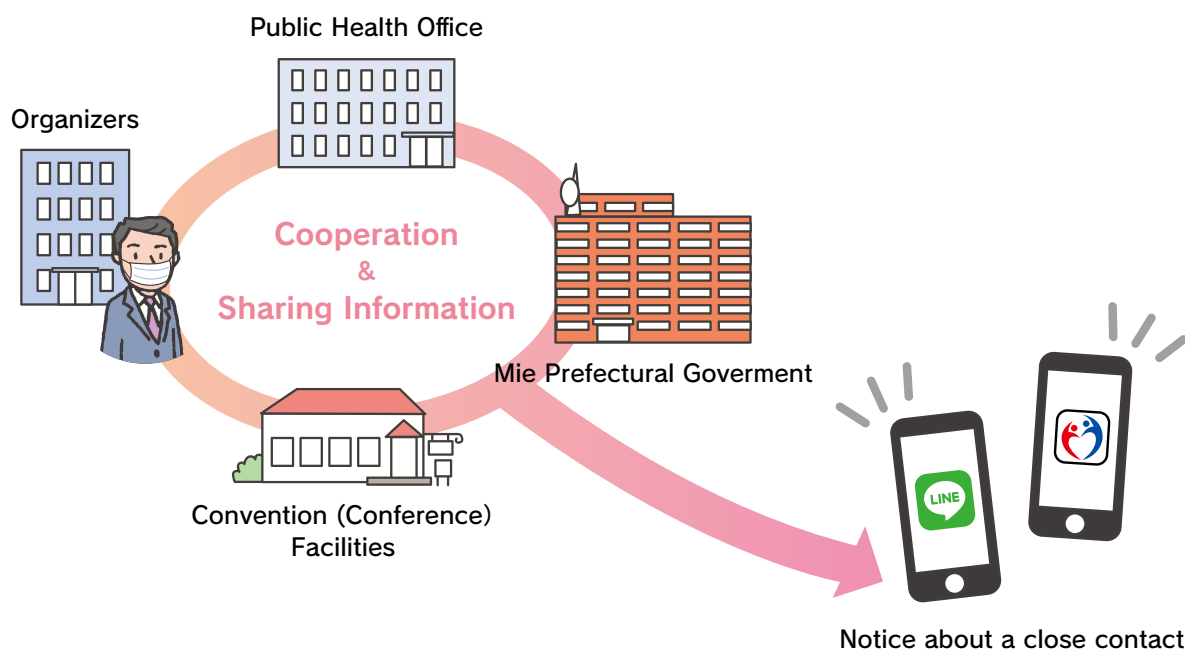 Public Health Office
Organizers
Cooperation
&
Sharing Information
Mie Prefectural Goverment
Convention (Conference)
Facilities
LINE
Notice about a close contact